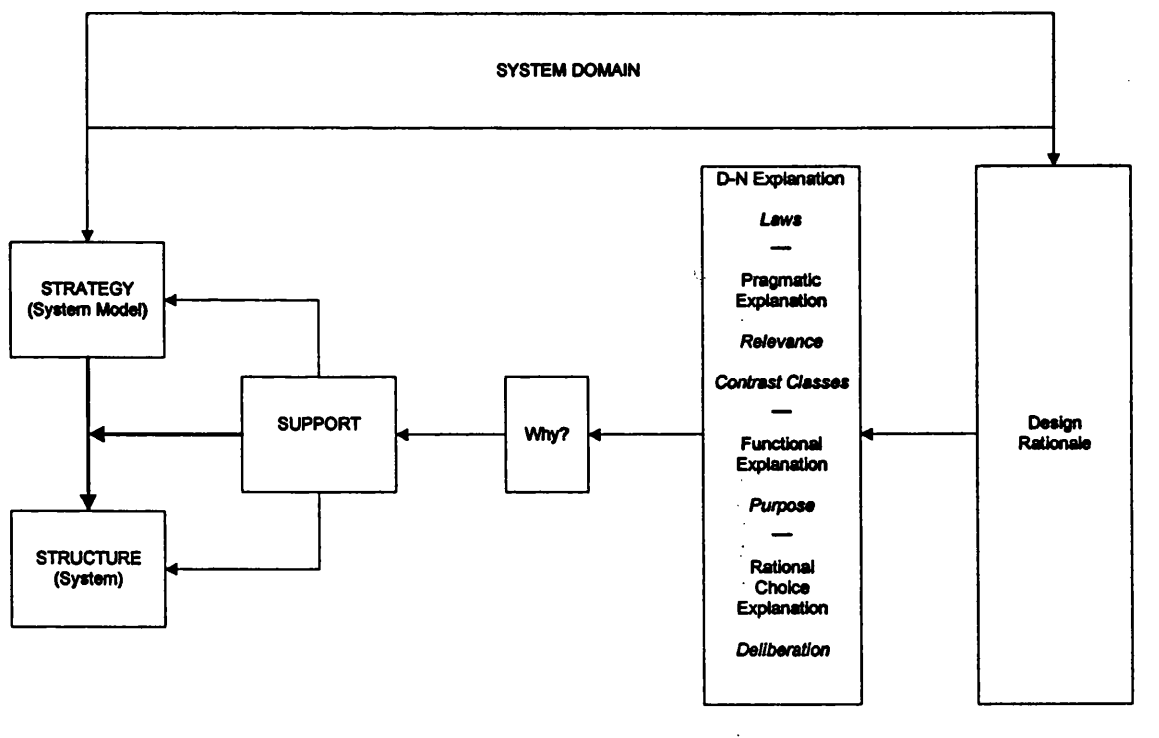 SYSTEM DOMAIN
STRATEGY
(System Model)
SUPPORT
STRUCTURE
(System)
Why?
D-N Explanation
Laws
—
Pragmatic
Explanation
Relevance
Contrast Classes
—
Functional
Explanation
Purpose
—
Rational
Choice
Explanation
Deliberation
Design
Rationale